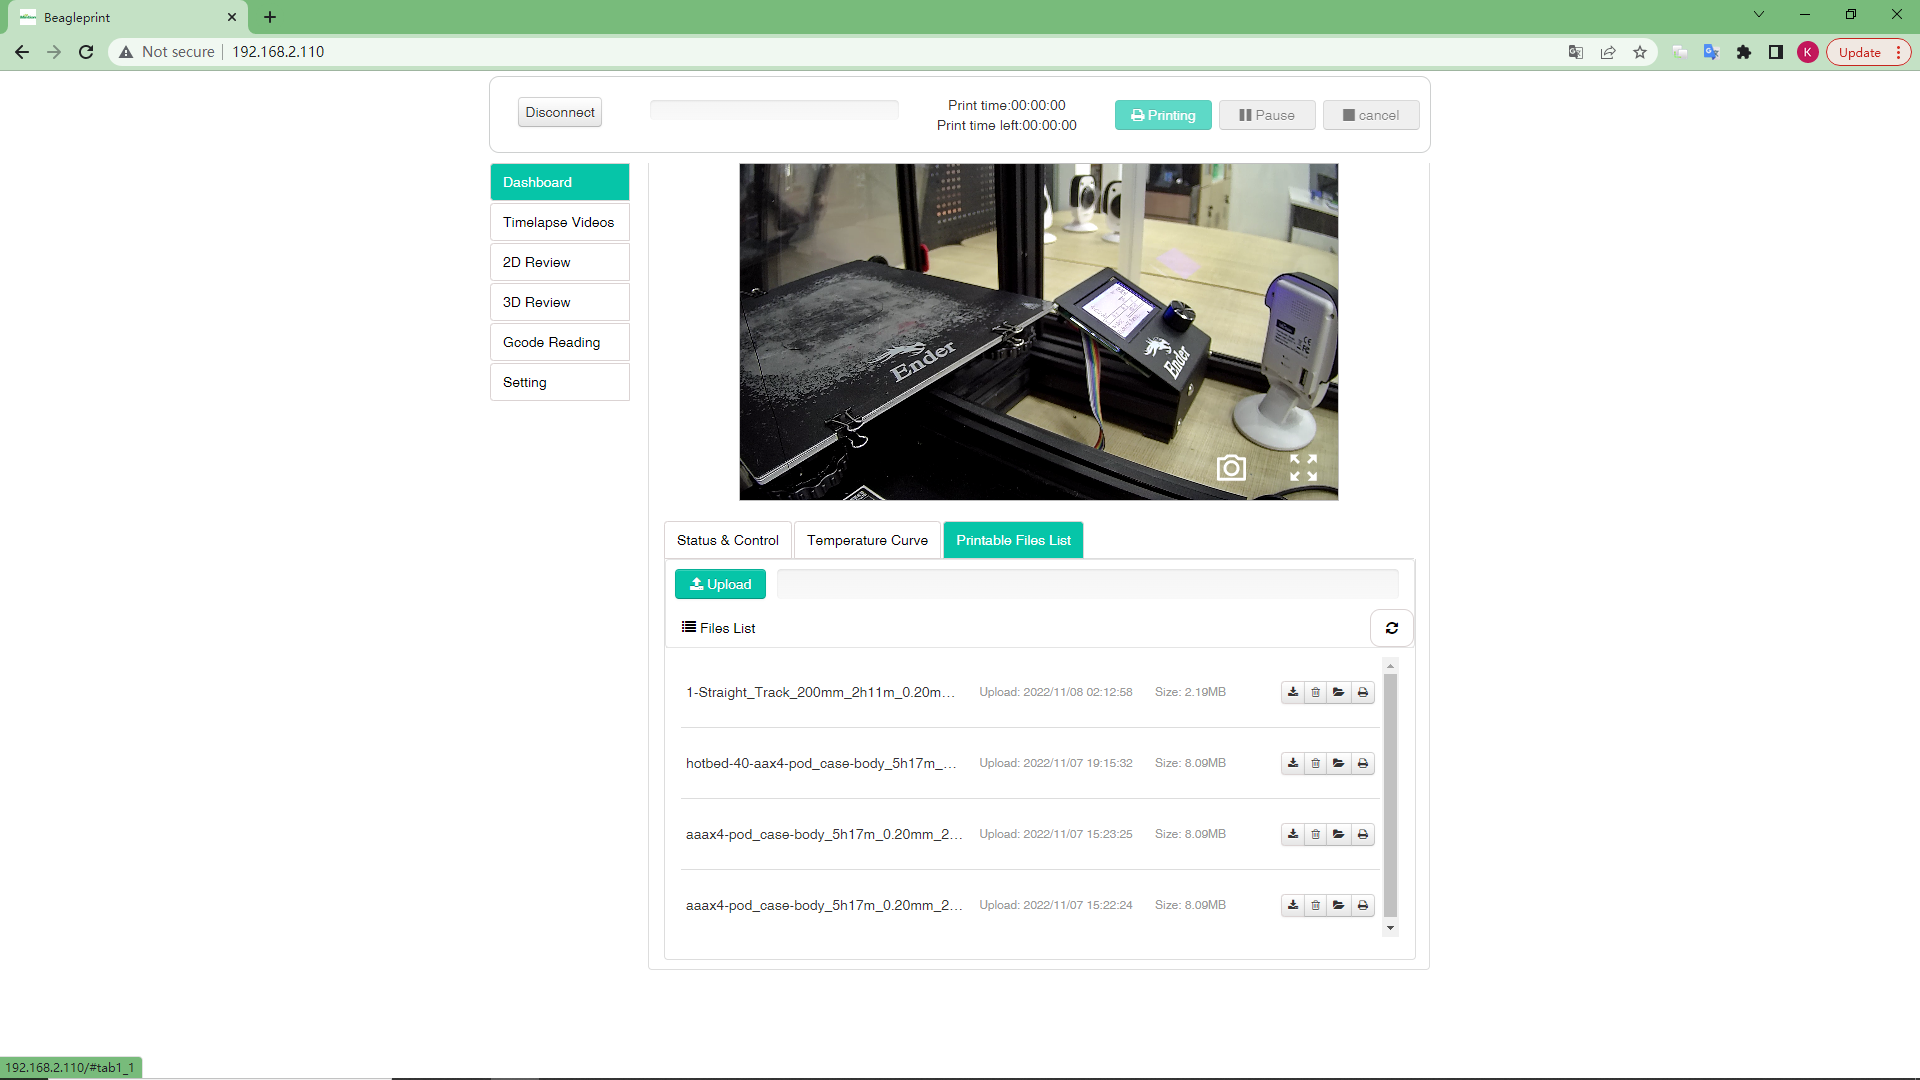 Beagleprint
Not secure
192.168.2.110
K
Update
Disconnect
Print time:00:00:00
Print time left:00:00:00
Printing
Pause
cancel
Dashboard
Timelapse Videos
2D Review
3D Review
Gcode Reading
Setting
Ender
Ender
Status & Control
Temperature Curve
Printable Files List
Upload
Files List
1-Straight_Track_200mm_2h11m_0.20m... Upload: 2022/11/08 02:12:58 Size: 2.19MB
hotbed-40-aax4-pod_case-body_5h17m_... Upload: 2022/11/07 19:15:32 Size: 8.09MB
aaax4-pod_case-body_5h17m_0.20mm_2... Upload: 2022/11/07 15:23:25 Size: 8.09MB
aaax4-pod_case-body_5h17m_0.20mm_2... Upload: 2022/11/07 15:22:24 Size: 8.09MB
192.168.2.110/#tab1_1